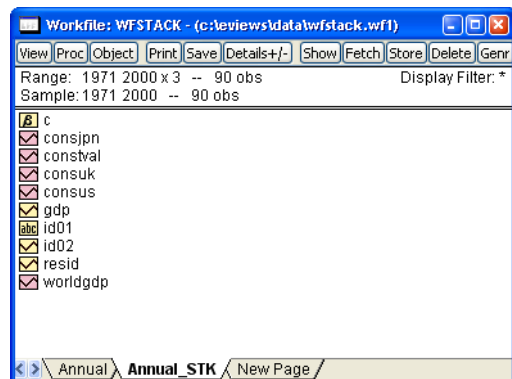 Workfile: WFSTACK - (c:\eviews\data\wfstack.wf1)
View Proc Object Print Save Details+/- Show Fetch Store Delete Genr
Range: 1971 2000 x 3 -- 90 obs Display Filter: *
Sample: 1971 2000 -- 90 obs
β c
consjpn
constval
consuk
consus
gdp
abc id01
id02
resid
worldgdp
Annual Annual_STK New Page